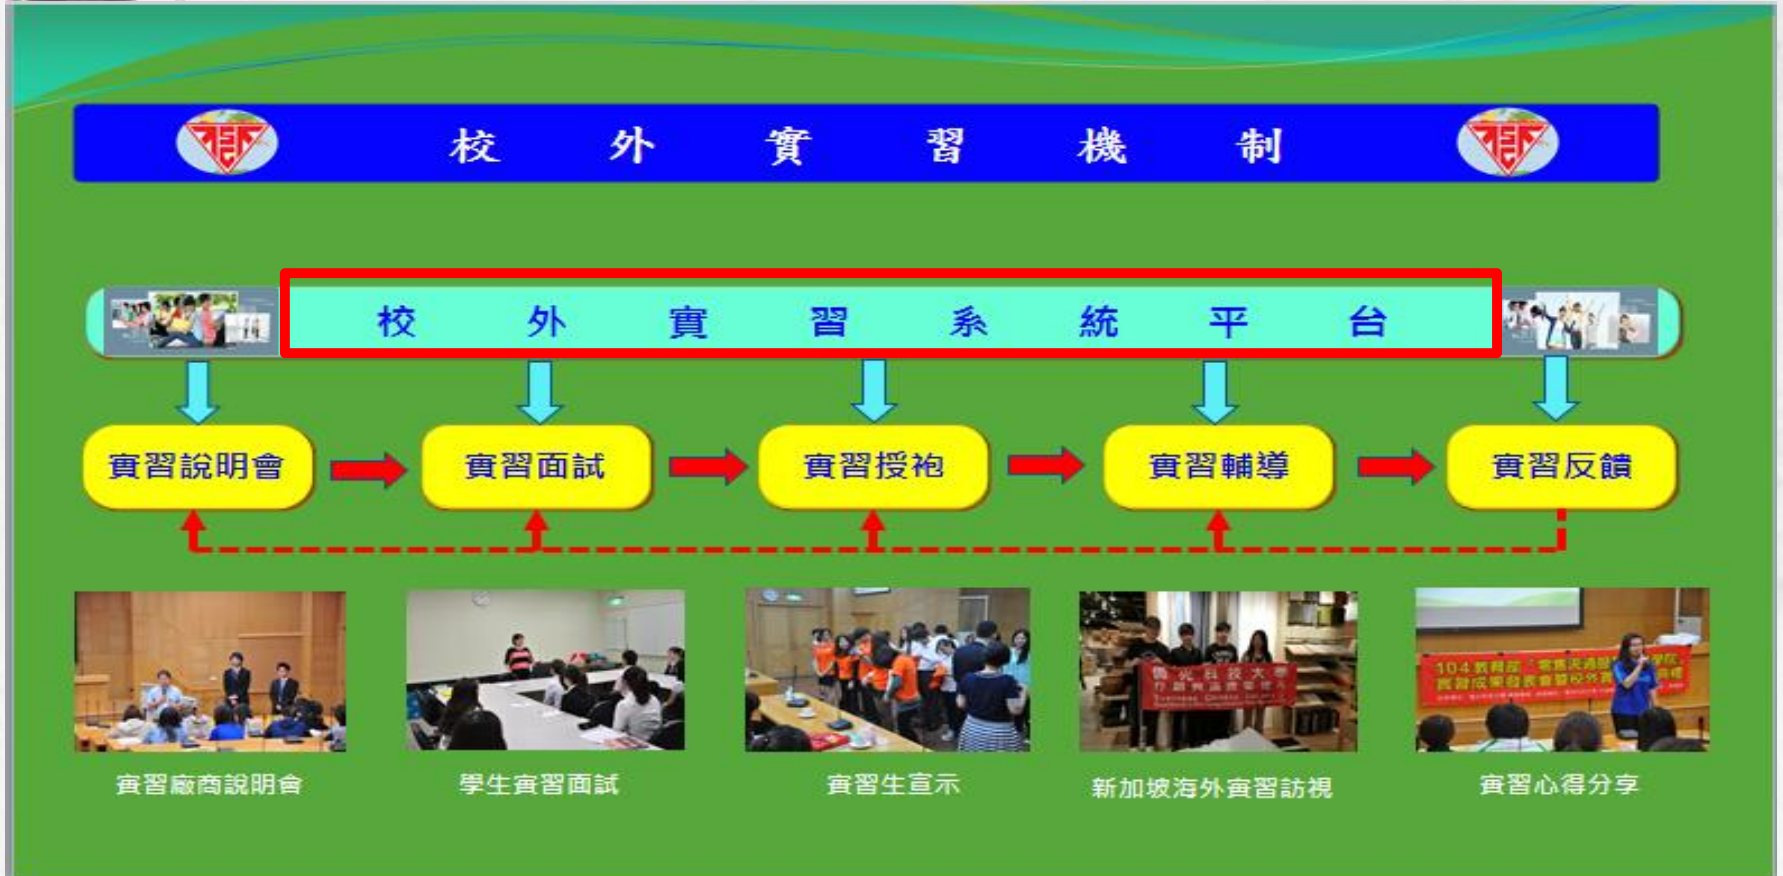 校外實習機制
校外實習系統平台
實習說明會
實習面試
實習授袍
實習輔導
實習反饋
實習廠商說明會
學生實習面試
實習生宣示
新加坡海外實習訪視
實習心得分享